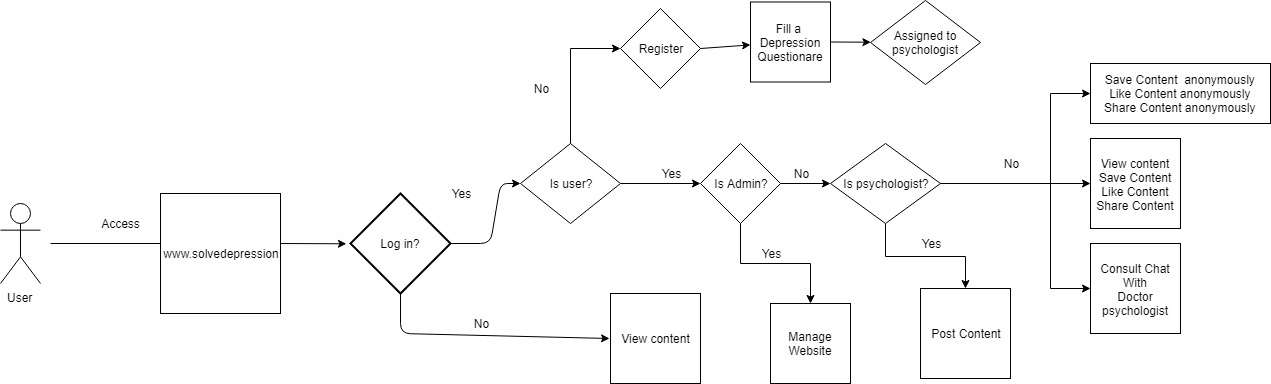 Register
Fill a
Depression
Questionare
Assigned to
psychologist
No
Save Content anonymously
Like Content anonymously
Share Content anonymously
Access
www.solvedepression
Log in?
Yes
Is user?
Yes
Is Admin?
No
Is psychologist?
No
View content
Save Content
Like Content
Share Content
User
No
View content
Yes
Manage
Website
Yes
Post Content
Consult Chat
With
Doctor
psychologist